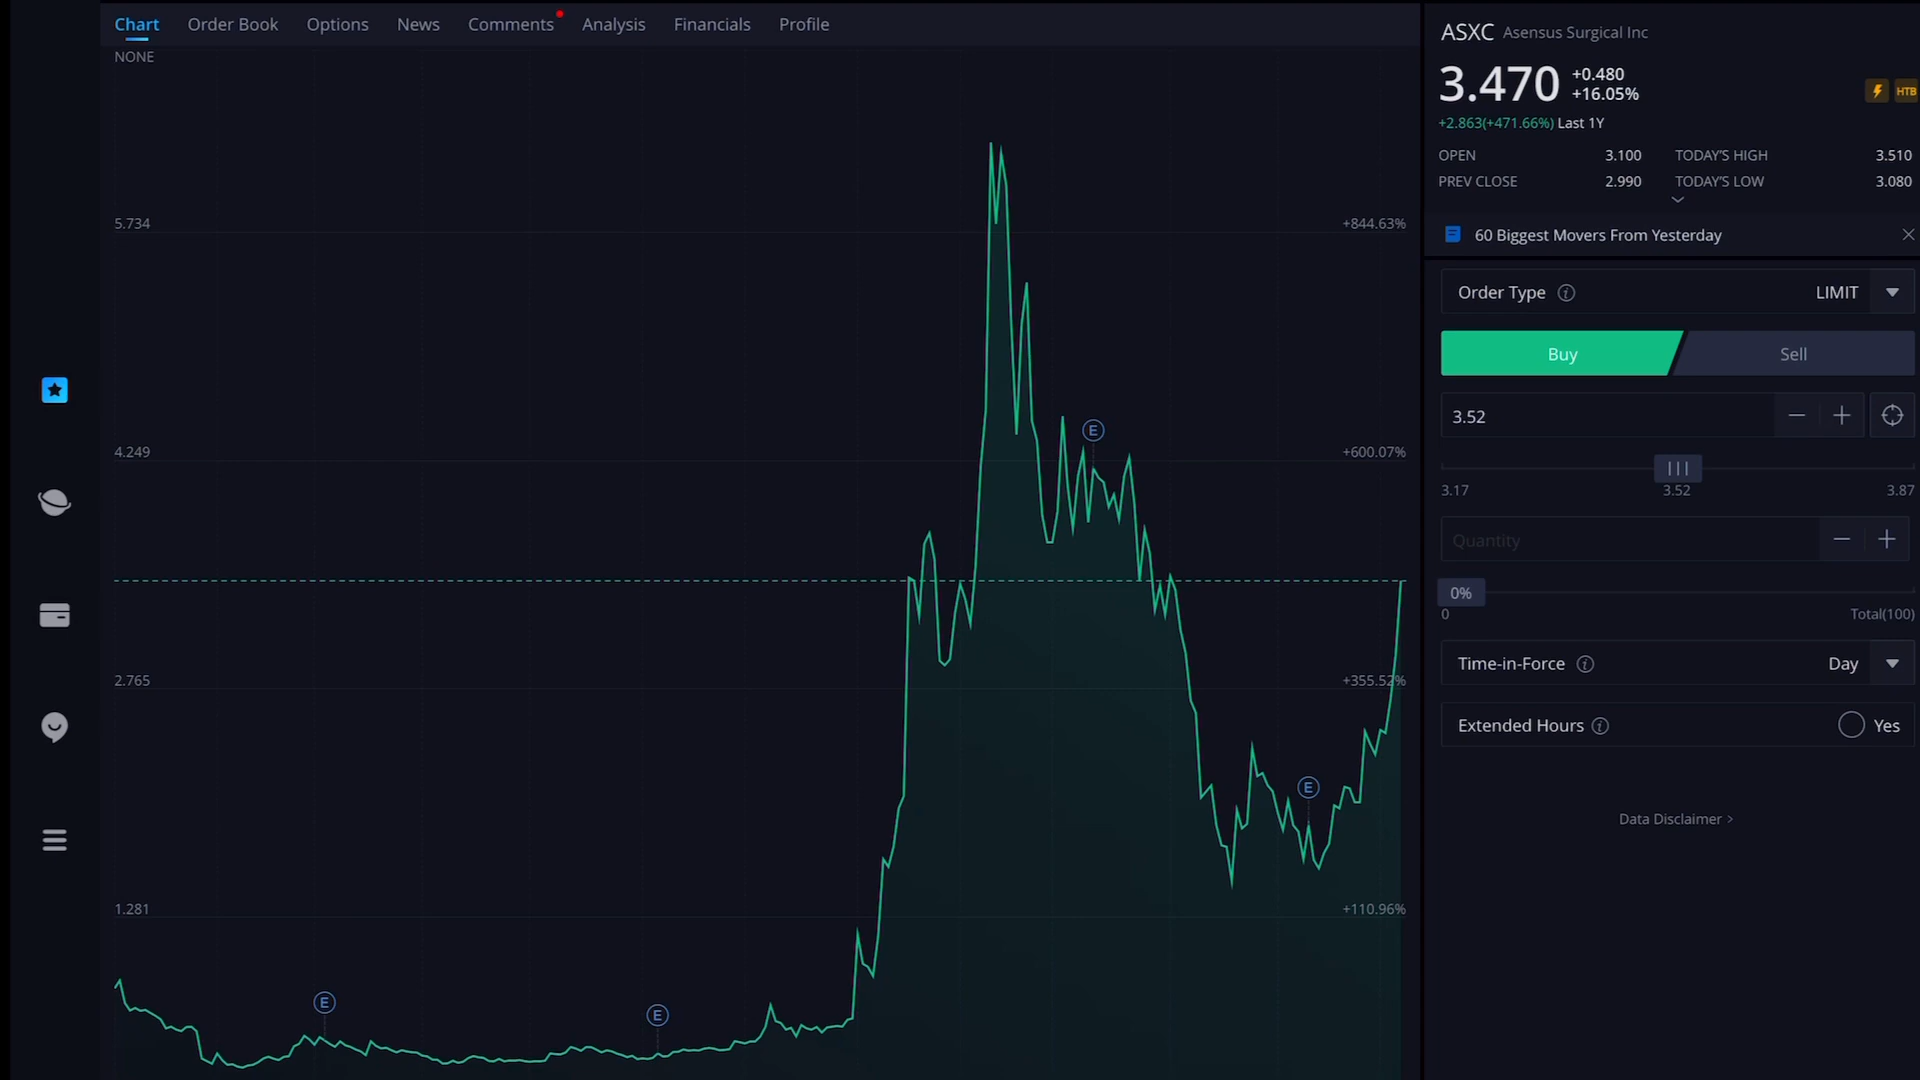 Chart Order Book Options News Comments Analysis Financials Profile
NONE
5.734 +844.63%
4.249 +600.07%
2.765 +355.52%
1.281 +110.96%
E
E
E
E
ASXC Asensus Surgical Inc
3.470 +0.480
+16.05%
HTB
+2.863(+471.66%) Last 1Y
OPEN 3.100 TODAY'S HIGH 3.510
PREV CLOSE 2.990 TODAY'S LOW 3.080
60 Biggest Movers From Yesterday
Order Type LIMIT
Buy Sell
3.52
3.17 3.52 3.87
Quantity
0%
0 Total(100)
Time-in-Force Day
Extended Hours Yes
Data Disclaimer >